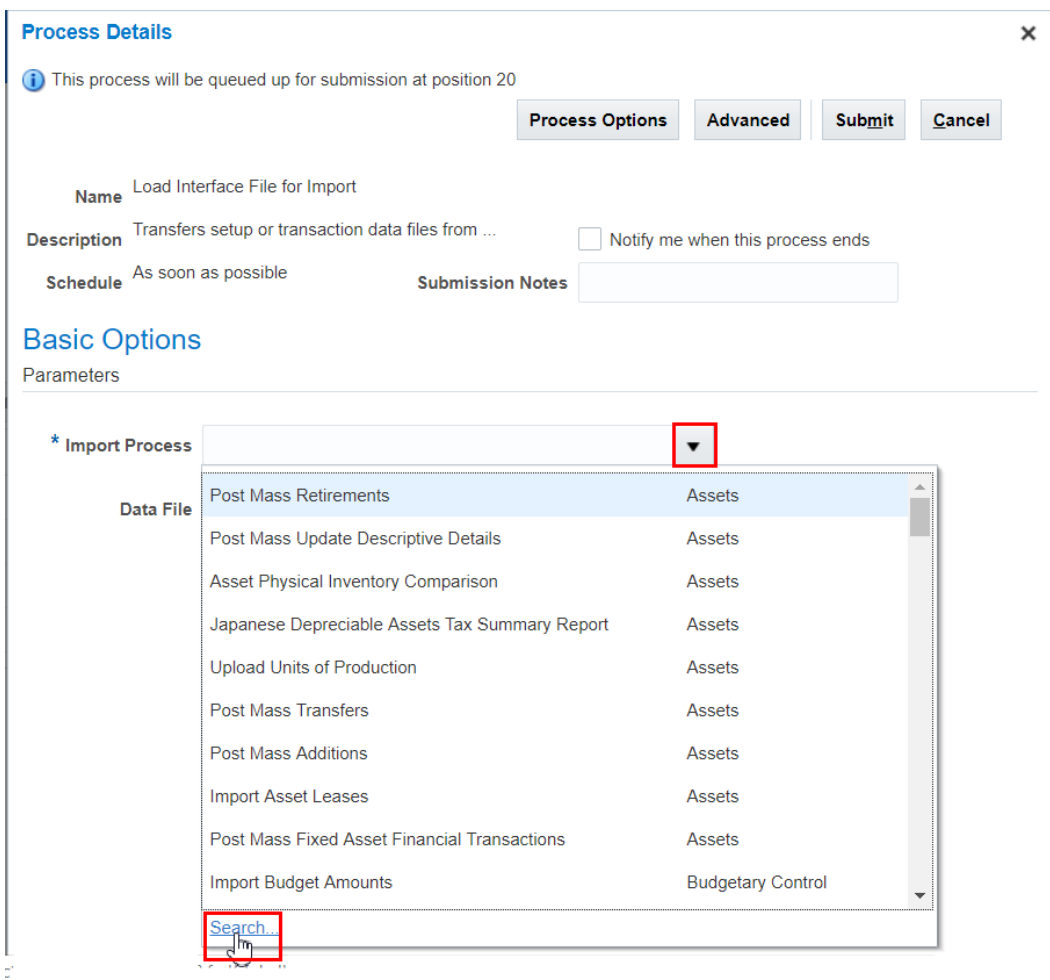 Process Details
This process will be queued up for submission at position 20
Process Options Advanced Submit Cancel
Name Load Interface File for Import
Description Transfers setup or transaction data files from ... Notify me when this process ends
Schedule As soon as possible Submission Notes
Basic Options
Parameters
* Import Process
Data File
Post Mass Retirements Assets
Post Mass Update Descriptive Details Assets
Asset Physical Inventory Comparison Assets
Japanese Depreciable Assets Tax Summary Report Assets
Upload Units of Production Assets
Post Mass Transfers Assets
Post Mass Additions Assets
Import Asset Leases Assets
Post Mass Fixed Asset Financial Transactions Assets
Import Budget Amounts Budgetary Control
Search...